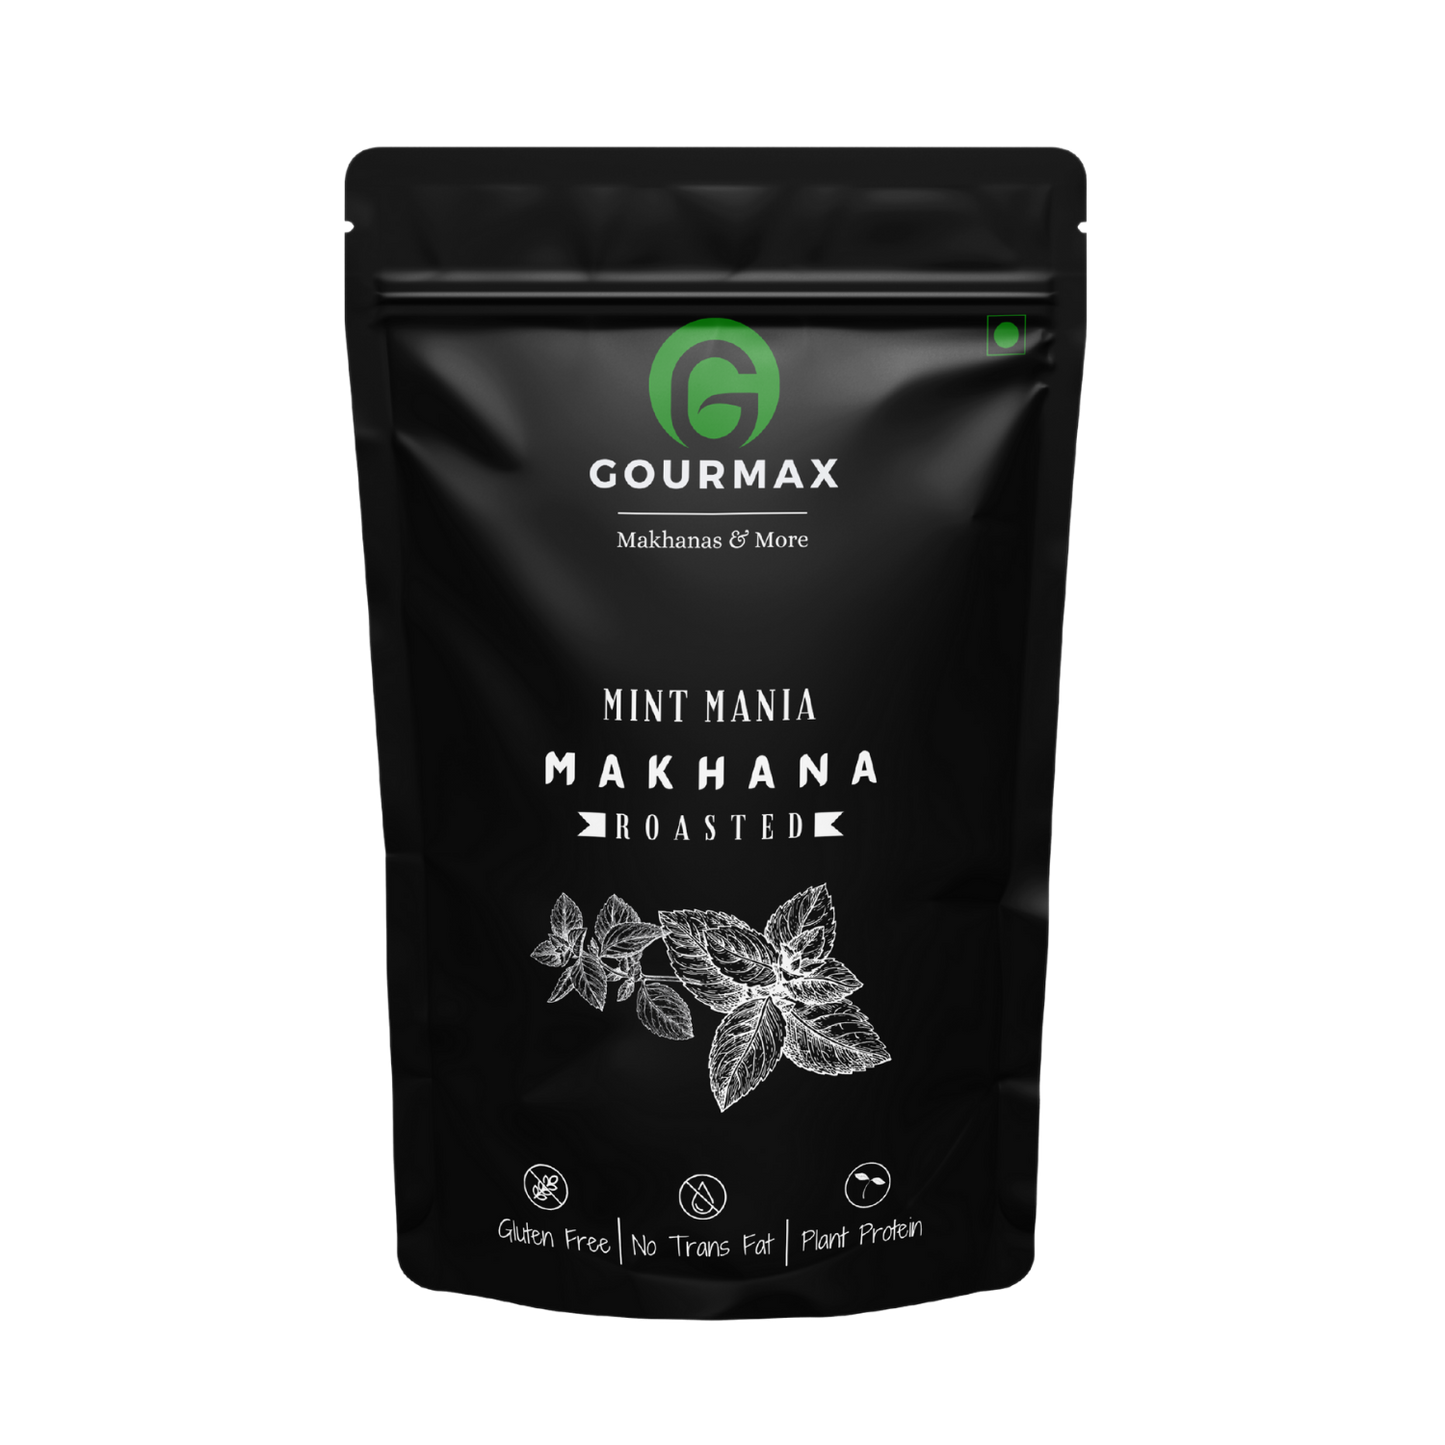 GOURMAX
Makhanas & More
MINT MANIA
MAKHANA
ROASTED
Gluten Free | No Trans Fat | Plant Protein